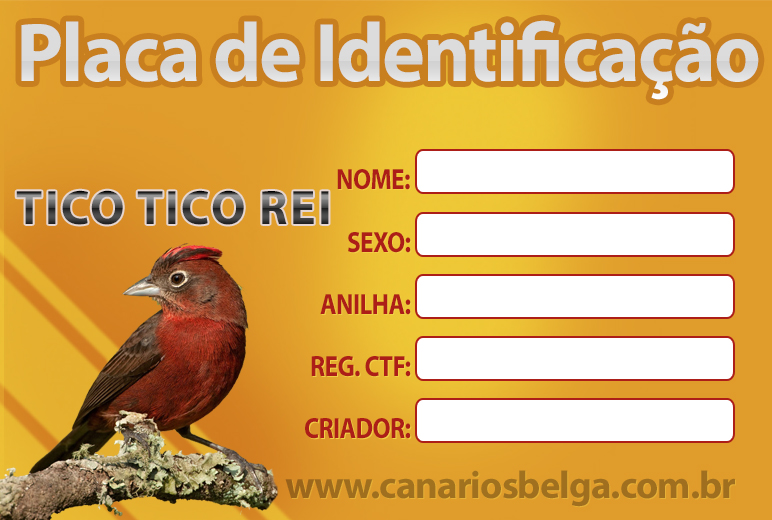 Placa de Identificação
NOME:
TICO TICO REI
SEXO:
ANILHA:
REG. CTF:
CRIADOR:
www.canariosbelga.com.br